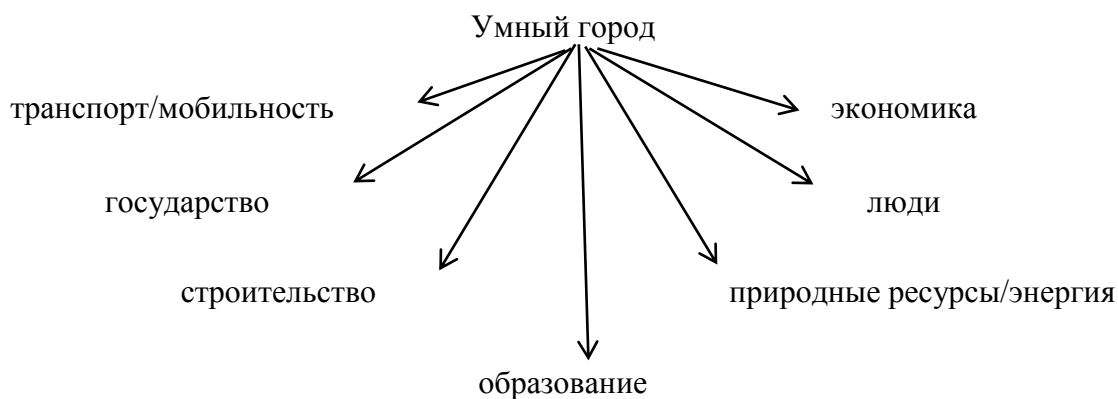 Умный город
транспорт/мобильность
экономика
государство
люди
строительство
природные ресурсы/энергия
образование